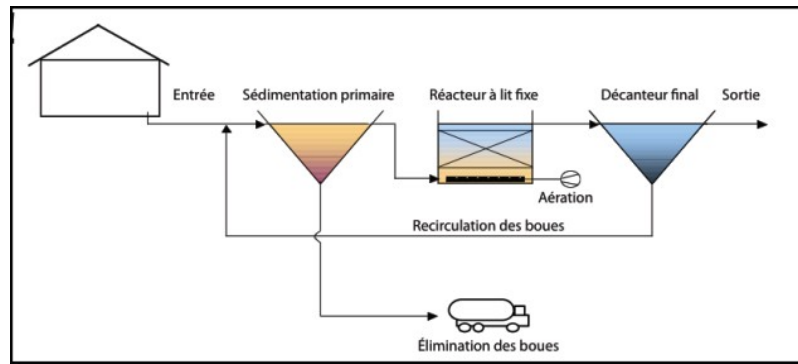 Entrée
Sédimentation primaire
Réacteur à lit fixe
Décanteur final
Sortie
Aération
Recirculation des boues
Élimination des boues